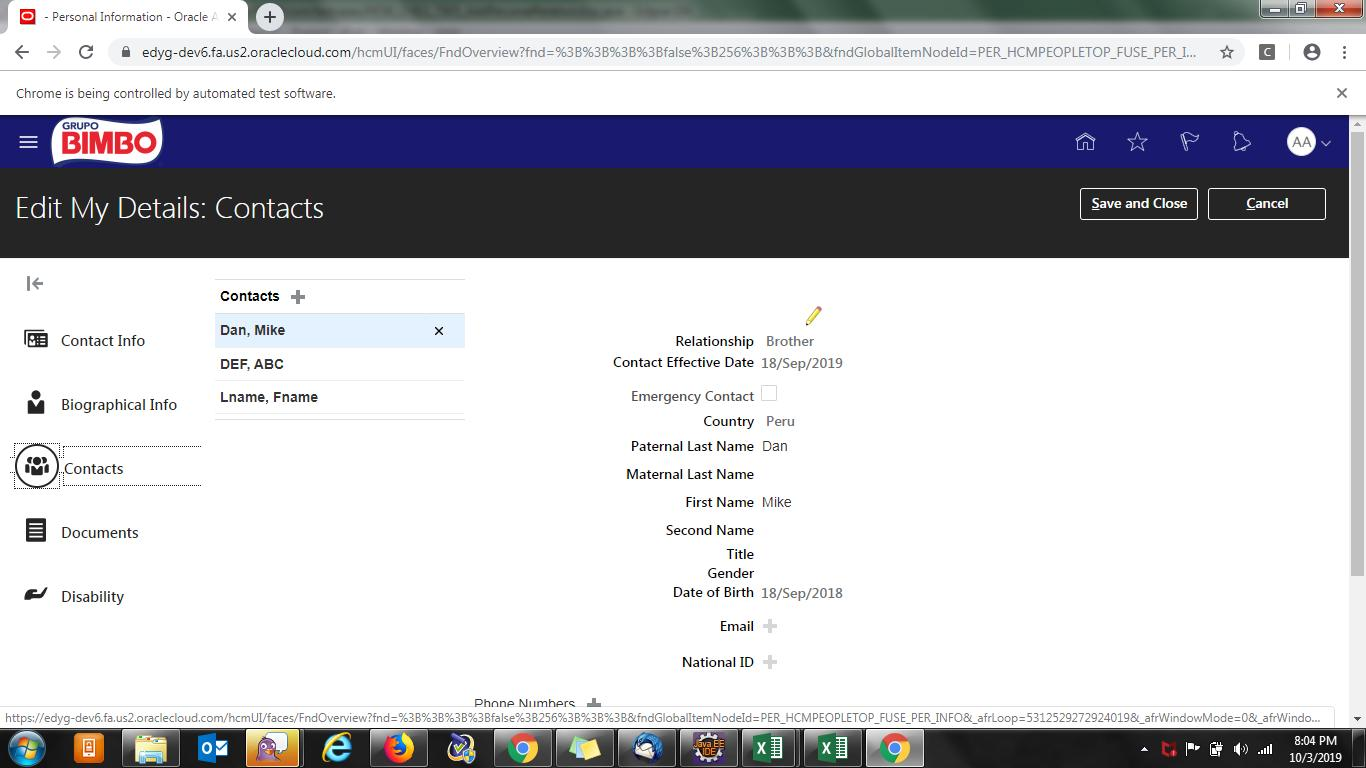 - Personal Information - Oracle A
edyg-dev6.fa.us2.oraclecloud.com/hcmUI/faces/FndOverview?fnd=%3B%3B%3B%3Bfalse%3B256%3B%3B%3B&fndGlobalItemNodeId=PER_HCMPEOPLETOP_FUSE_PER_I...
C
Chrome is being controlled by automated test software.
GRUPO
BIMBO
AA
Edit My Details: Contacts
Save and Close
Cancel
Contact Info
Biographical Info
Contacts
Documents
Disability
Contacts
Dan, Mike
DEF, ABC
Lname, Fname
Relationship Brother
Contact Effective Date 18/Sep/2019
Emergency Contact
Country Peru
Paternal Last Name Dan
Maternal Last Name
First Name Mike
Second Name
Title
Gender
Date of Birth 18/Sep/2018
Email
National ID
Phone Numbers
https://edyg-dev6.fa.us2.oraclecloud.com/hcmUI/faces/FndOverview?fnd=%3B%3B%3B%3Bfalse%3B256%3B%3B%3B&fndGlobalItemNodeId=PER_HCMPEOPLETOP_FUSE_PER_INFO&_afrLoop=531252927292401​9&_afrWindowMode=0&_afrWindo...
Java EE
IDE
8:04 PM
10/3/2019